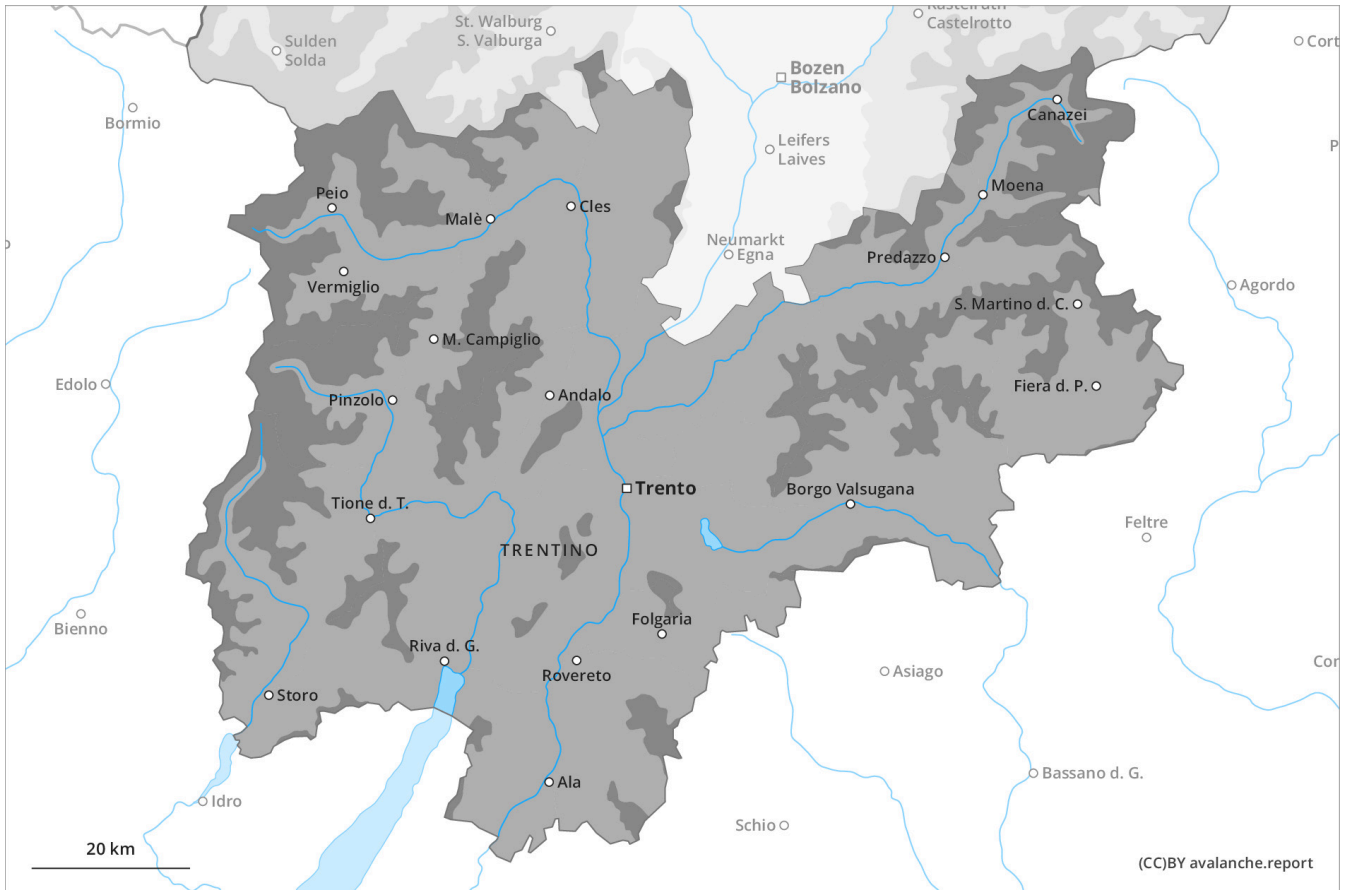 Kastelruth
Castelrotto
St. Walburg
S. Valburga
Sulden
Solda
Cort
Bozen
Bolzano
Bormio
Canazei
Leifers
Laives
P
Moena
Peio
Cles
Malè
Neumarkt
Egna
Predazzo
Vermiglio
Agordo
S. Martino d. C.
M. Campiglio
Edolo
Fiera d. P.
Andalo
Pinzolo
Trento
Borgo Valsugana
Tione d. T.
Feltre
TRENTINO
Bienno
Folgaria
Riva d. G.
Cor
Rovereto
Asiago
Storo
Bassano d. G.
Ala
Idro
Schio
20 km
(CC)BY avalanche.report